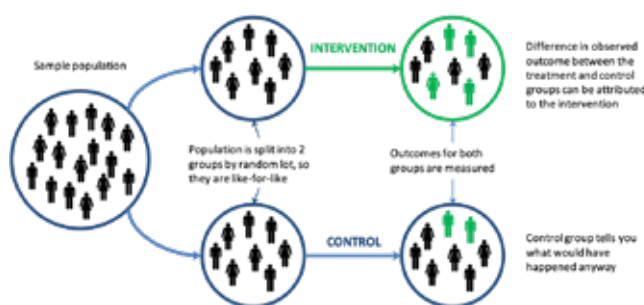 Sample population
INTERVENTION
Difference in observed
outcome between the
treatment and control
groups can be attributed
to the intervention
Population is split into 2
groups by random lot, so
they are like-for-like
Outcomes for both
groups are measured
CONTROL
Control group tells you
what would have
happened anyway